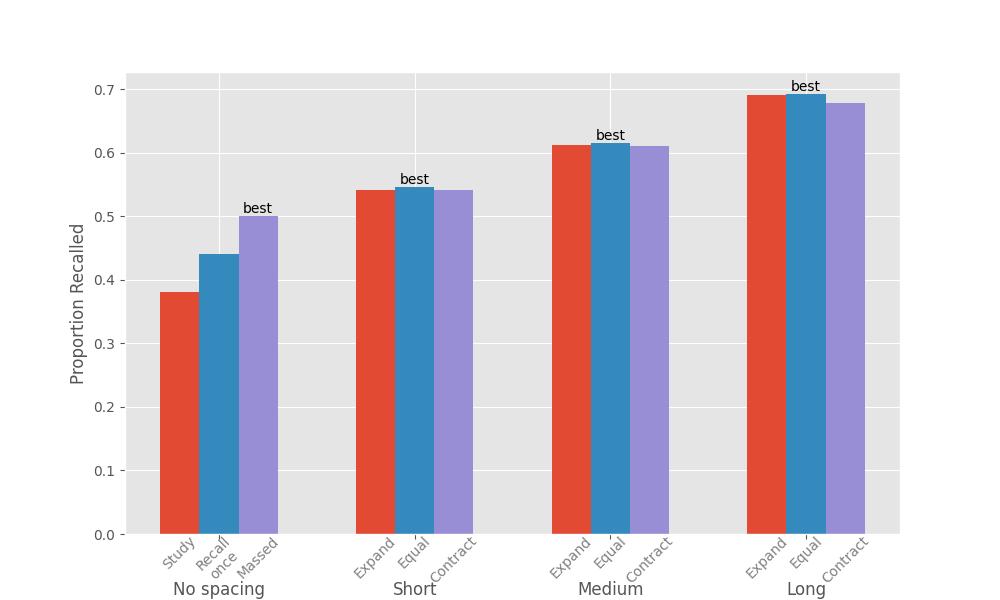 best
best
best
best
0.7
0.6
0.5
0.4
0.3
0.2
0.1
0.0
Proportion Recalled
Study
Recall
once
Massed
Expand
Equal
Contract
Expand
Equal
Contract
Expand
Equal
Contract
No spacing
Short
Medium
Long